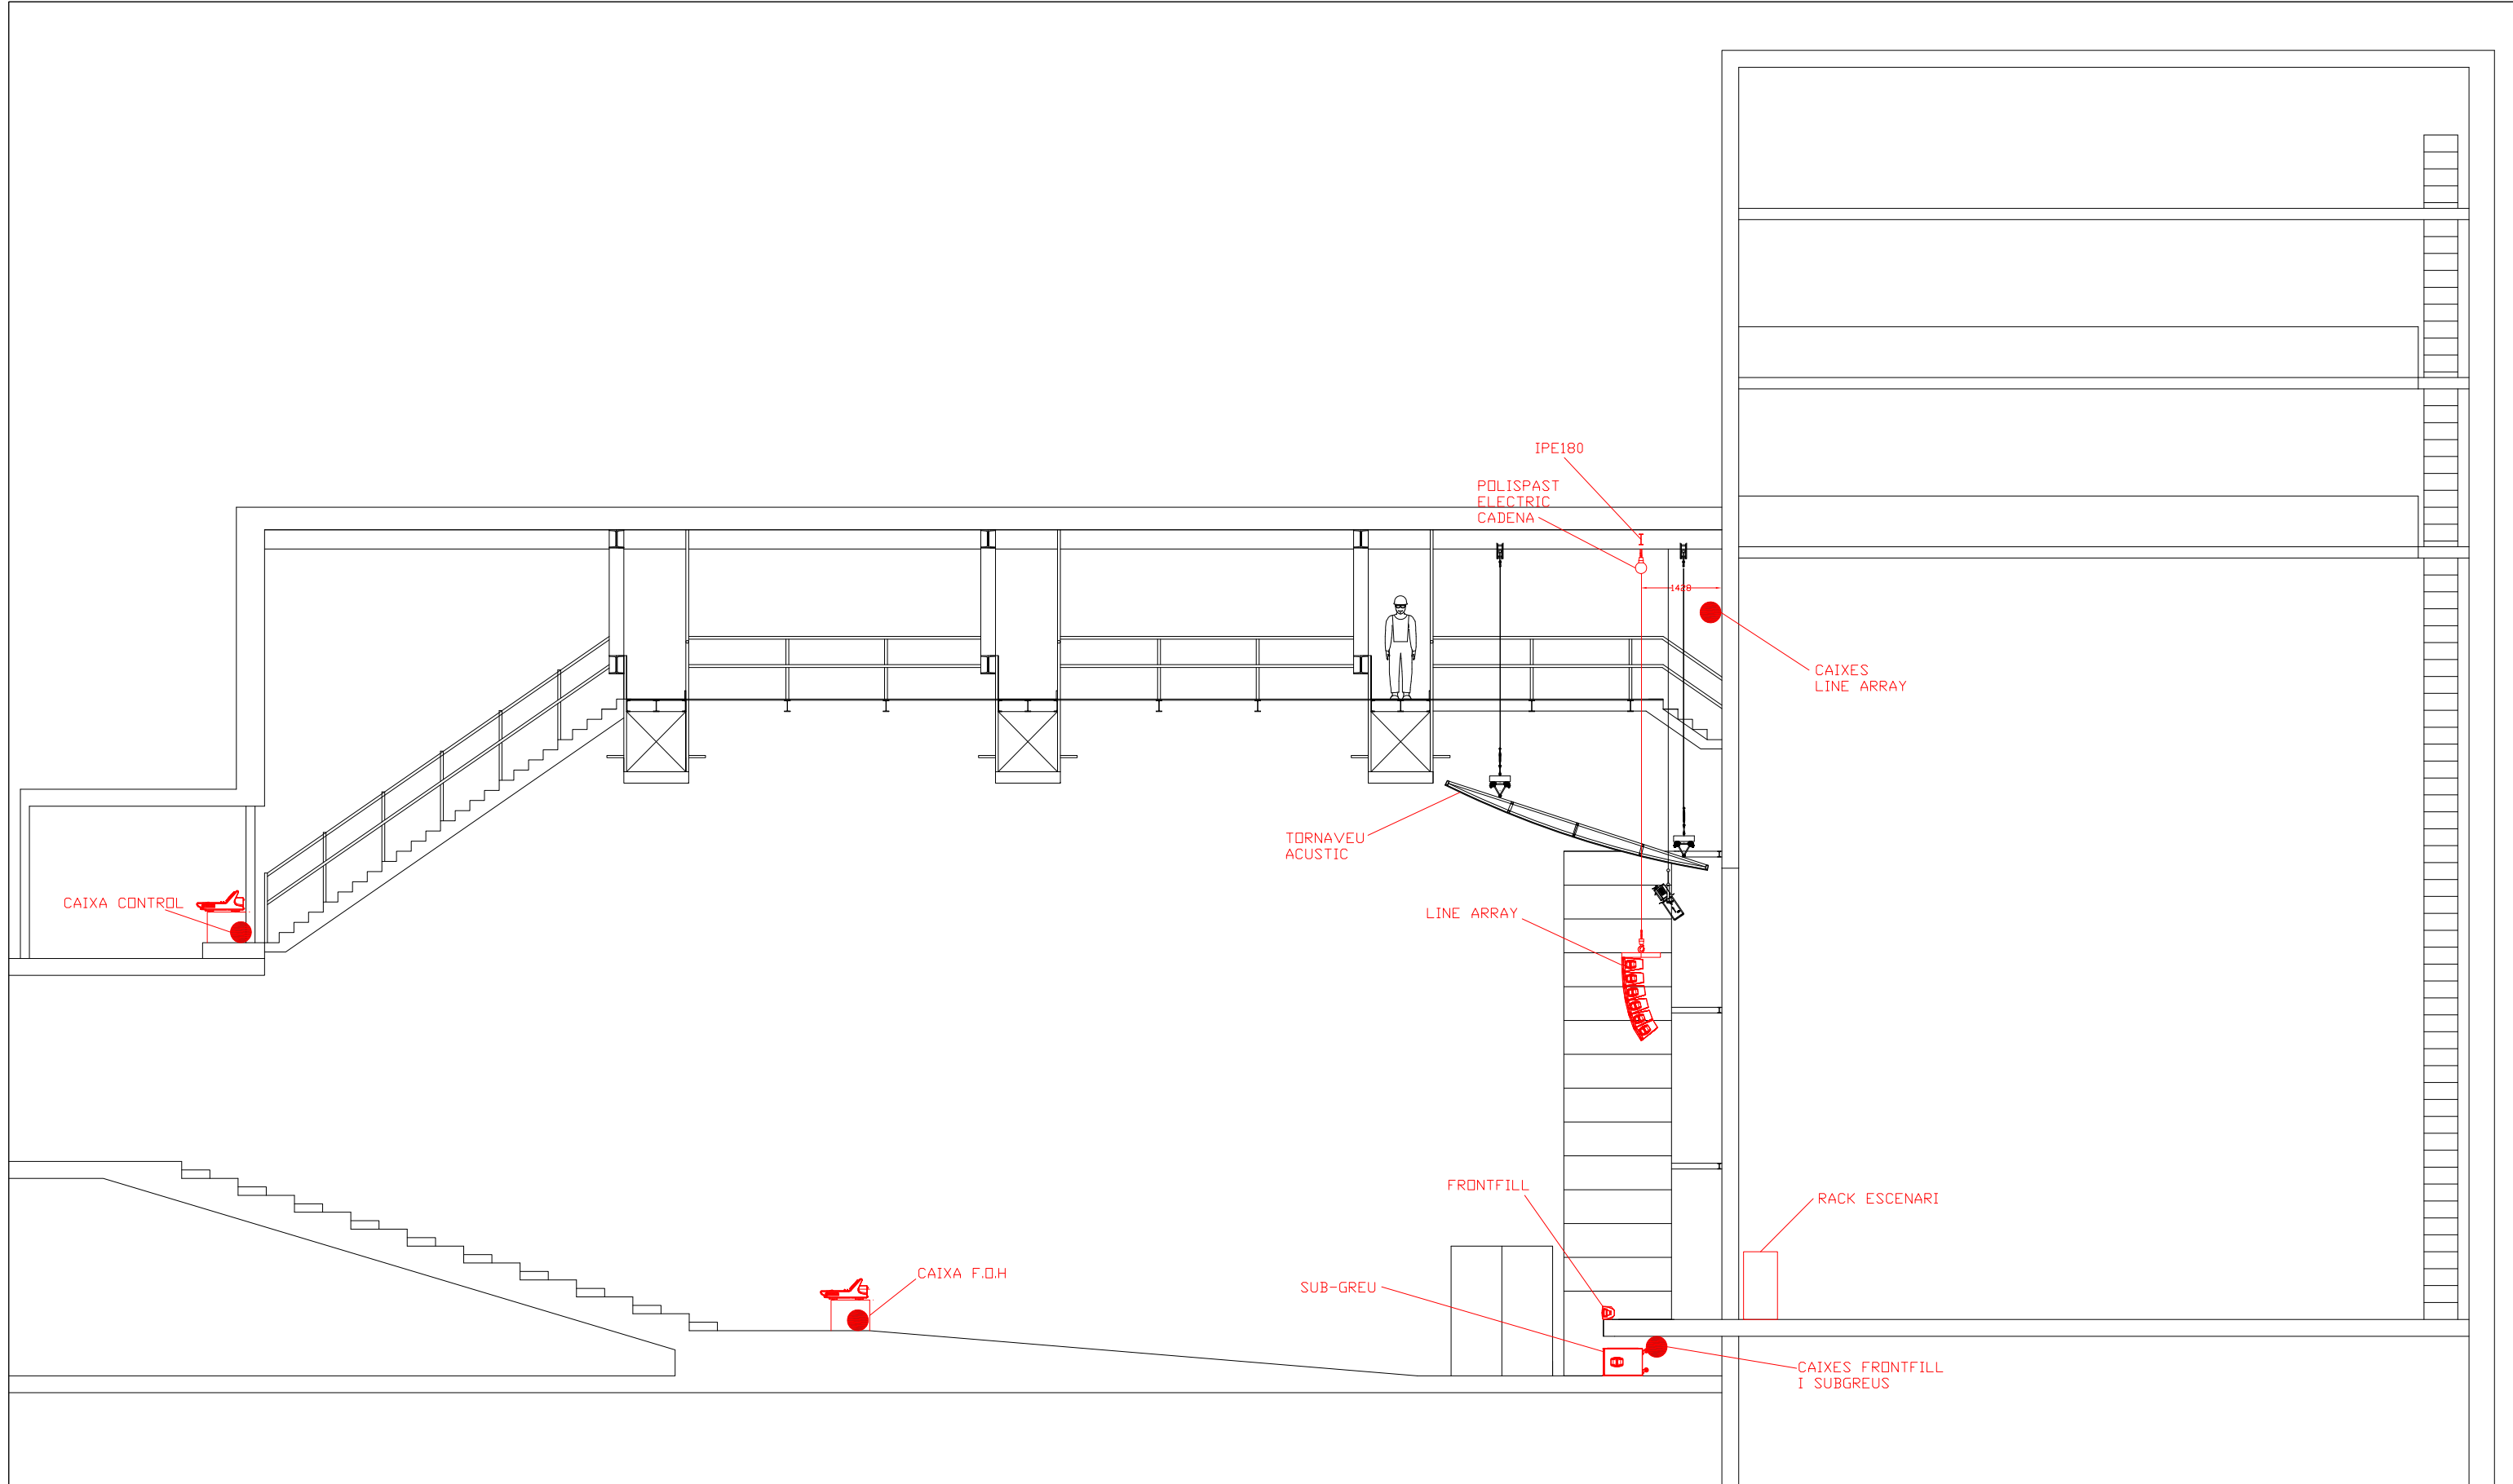 IPE180
POLISPAST
ELECTRIC
CADENA
1428
CAIXES
LINE ARRAY
TORNAVEU
ACUSTIC
CAIXA CONTROL
LINE ARRAY
FRONTFILL
RACK ESCENARI
CAIXA F.O.H
SUB-GREU
CAIXES FRONTFILL
I SUBGREUS